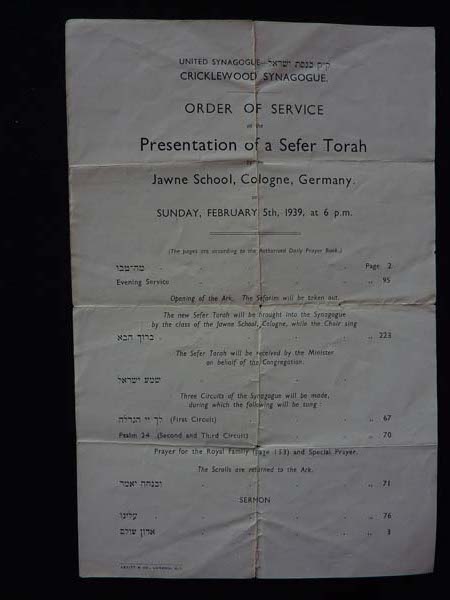 UNITED SYNAGOGUE—ק״ק כנסת ישראל
CRICKLEWOOD SYNAGOGUE.
ORDER OF SERVICE
at the
Presentation of a Sefer Torah
Jawne School, Cologne, Germany.
on
SUNDAY, FEBRUARY 5th, 1939, at 6 p.m.
(The pages are according to the Authorised Daily Prayer Book.)
מה־טבו Page 2
Evening Service ,, 95
Opening of the Ark. The Sefarim will be taken out.
The new Sefer Torah will be brought into the Synagogue
by the class of the Jawne School, Cologne, while the Choir sing
ברוך הבא ,, 223
The Sefer Torah will be received by the Minister
on behalf of the Congregation.
שמע ישראל
Three Circuits of the Synagogue will be made,
during which the following will be sung :
לך יי הגדלה (First Circuit) ,, 67
Psalm 24 (Second and Third Circuit) ,, 70
Prayer for the Royal Family (page 153) and Special Prayer.
The Scrolls are returned to the Ark.
ובנחה יאמר ,, 71
SERMON
עלינו ,, 76
אדון עולם ,, 3